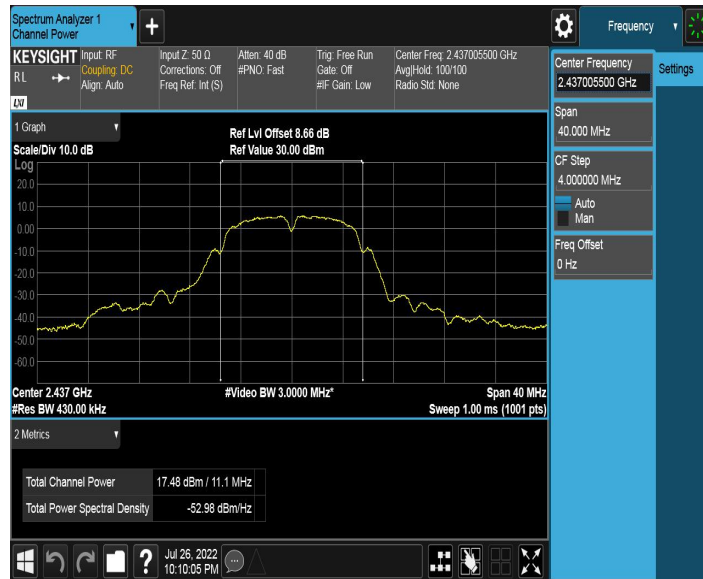 Spectrum Analyzer 1
Channel Power
+
Frequency
KEYSIGHT
RL
LXI
Input: RF
Coupling: DC
Align: Auto
Input Z: 50 Ω
Corrections: Off
Freq Ref: Int (S)
Atten: 40 dB
#PNO: Fast
Trig: Free Run
Gate: Off
#IF Gain: Low
Center Freq: 2.437005500 GHz
Avg|Hold: 100/100
Radio Std: None
Center Frequency
2.437005500 GHz
Settings
Span
40.000 MHz
CF Step
4.000000 MHz
Auto
Man
Freq Offset
0 Hz
1 Graph
Scale/Div 10.0 dB
Ref Lvl Offset 8.66 dB
Ref Value 30.00 dBm
Log
20.0
10.0
0.00
-10.0
-20.0
-30.0
-40.0
-50.0
-60.0
Center 2.437 GHz
#Video BW 3.0000 MHz*
Span 40 MHz
#Res BW 430.00 kHz
Sweep 1.00 ms (1001 pts)
2 Metrics
Total Channel Power 17.48 dBm / 11.1 MHz
Total Power Spectral Density -52.98 dBm/Hz
?
Jul 26, 2022
10:10:05 PM